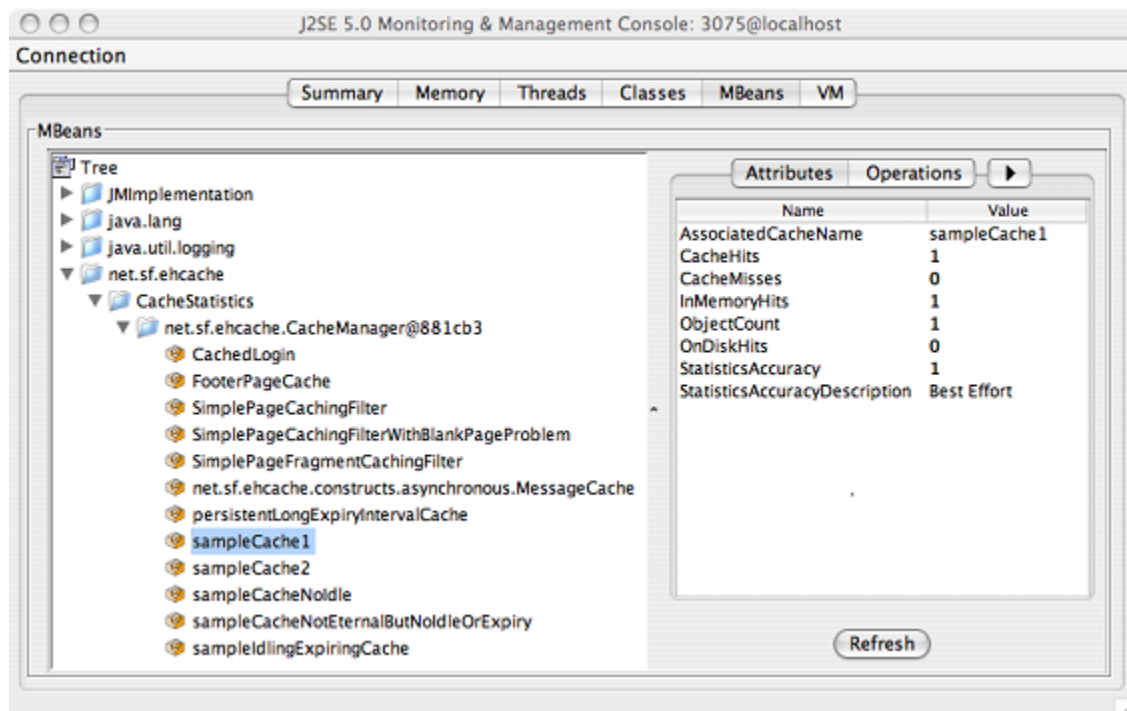 J2SE 5.0 Monitoring & Management Console: 3075@localhost
Connection
Summary Memory Threads Classes MBeans VM
MBeans
Tree
JMImplementation
java.lang
java.util.logging
net.sf.ehcache
CacheStatistics
net.sf.ehcache.CacheManager@881cb3
CachedLogin
FooterPageCache
SimplePageCachingFilter
SimplePageCachingFilterWithBlankPageProblem
SimplePageFragmentCachingFilter
net.sf.ehcache.constructs.asynchronous.MessageCache
persistentLongExpiryIntervalCache
sampleCache1
sampleCache2
sampleCacheNoIdle
sampleCacheNotEternalButNoIdleOrExpiry
sampleIdlingExpiringCache
Attributes Operations
Name Value
AssociatedCacheName sampleCache1
CacheHits 1
CacheMisses 0
InMemoryHits 1
ObjectCount 1
OnDiskHits 0
StatisticsAccuracy 1
StatisticsAccuracyDescription Best Effort
Refresh